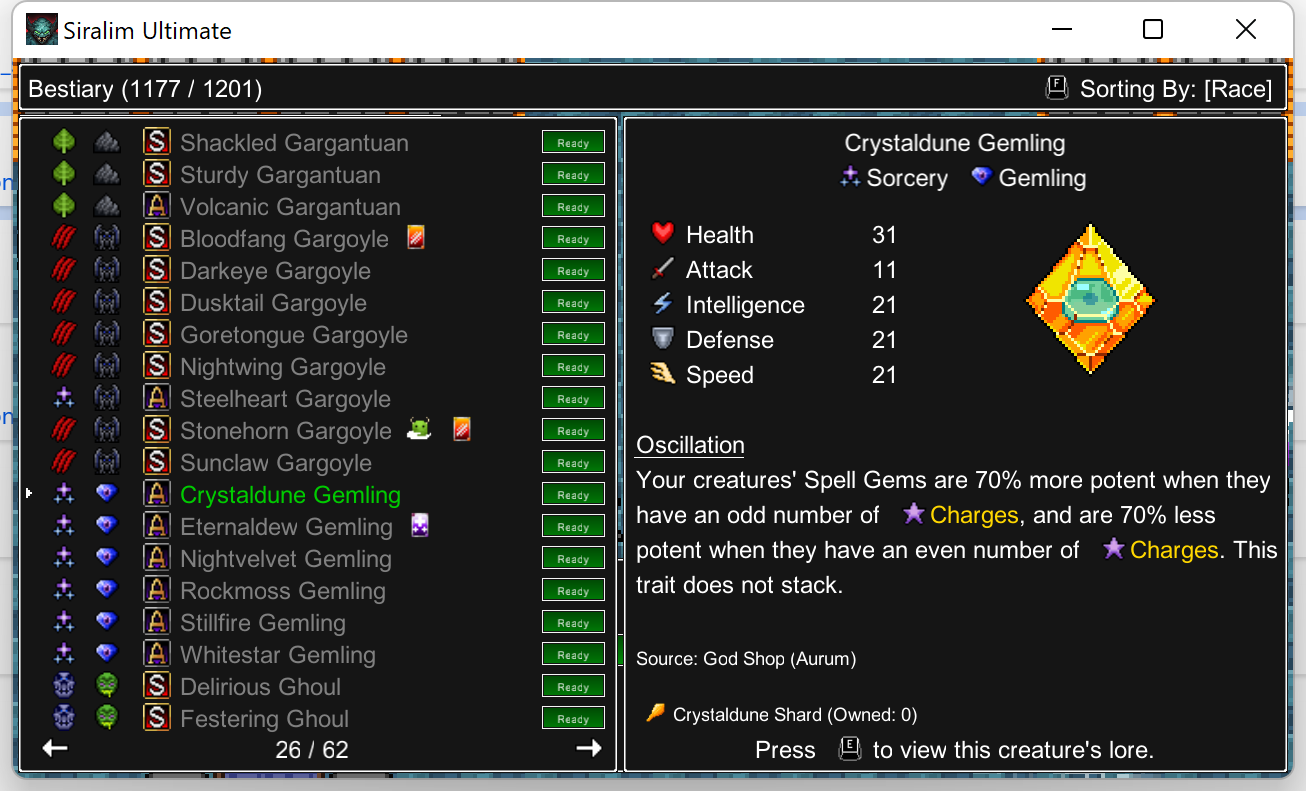 Siralim Ultimate
Bestiary (1177 / 1201)
F
Sorting By: [Race]
S Shackled Gargantuan Ready
S Sturdy Gargantuan Ready
A Volcanic Gargantuan Ready
S Bloodfang Gargoyle Ready
S Darkeye Gargoyle Ready
S Dusktail Gargoyle Ready
S Goretongue Gargoyle Ready
S Nightwing Gargoyle Ready
A Steelheart Gargoyle Ready
S Stonehorn Gargoyle Ready
S Sunclaw Gargoyle Ready
A Crystaldune Gemling Ready
A Eternaldew Gemling Ready
A Nightvelvet Gemling Ready
A Rockmoss Gemling Ready
A Stillfire Gemling Ready
A Whitestar Gemling Ready
S Delirious Ghoul Ready
S Festering Ghoul Ready
26 / 62
Crystaldune Gemling
Sorcery Gemling
Health 31
Attack 11
Intelligence 21
Defense 21
Speed 21
Oscillation
Your creatures' Spell Gems are 70% more potent when they
have an odd number of Charges, and are 70% less
potent when they have an even number of Charges. This
trait does not stack.
Source: God Shop (Aurum)
Crystaldune Shard (Owned: 0)
Press E to view this creature's lore.